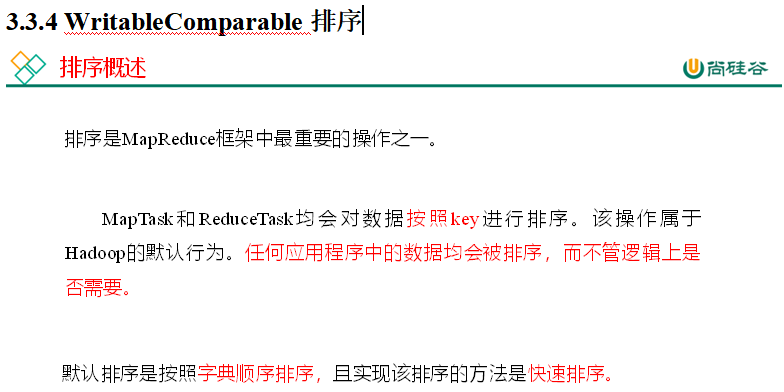 3.3.4 WritableComparable 排序
排序概述
尚硅谷
排序是MapReduce框架中最重要的操作之一。
MapTask和ReduceTask均会对数据按照key进行排序。该操作属于
Hadoop的默认行为。任何应用程序中的数据均会被排序，而不管逻辑上是
否需要。
默认排序是按照字典顺序排序，且实现该排序的方法是快速排序。